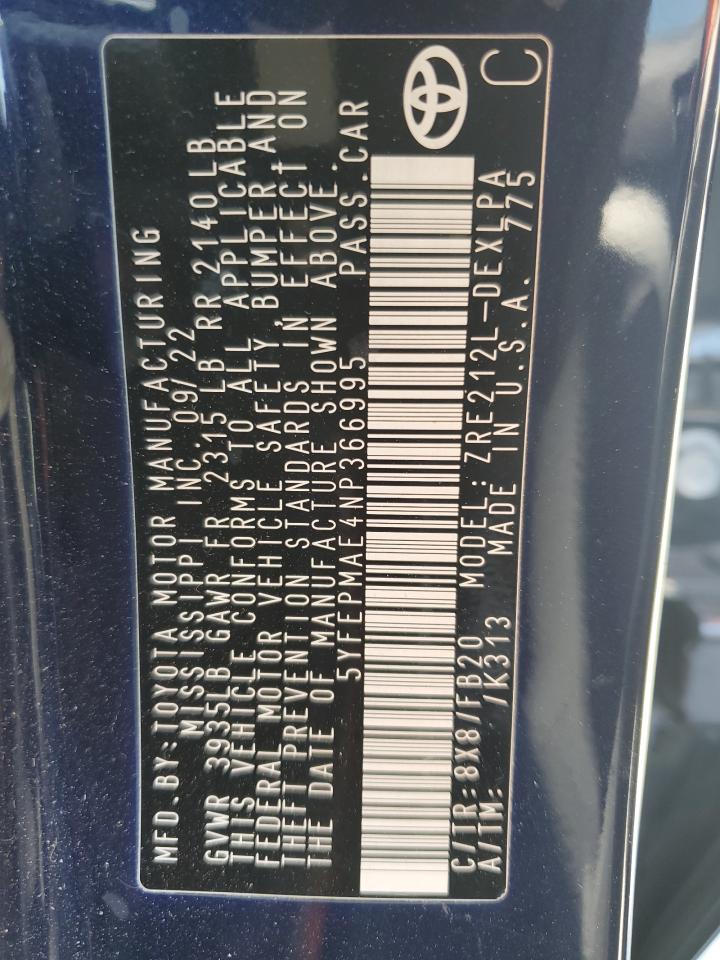 MFD.BY:TOYOTA MOTOR MANUFACTURING
MISSISSIPPI INC. 09/22
GVWR 3935LB GAWR FR 2315 LB RR 2140LB
THIS VEHICLE CONFORMS TO ALL APPLICABLE
FEDERAL MOTOR VEHICLE SAFETY, BUMPER, AND
THEFT PREVENTION STANDARDS IN EFFECT ON
THE DATE OF MANUFACTURE SHOWN ABOVE.
5YFEPMAE4NP366995 PASS.CAR
C/TR:8X8/FB20 MODEL:ZRE212L-DEXLPA
A/TM: /K313 MADE IN U.S.A. 775
C